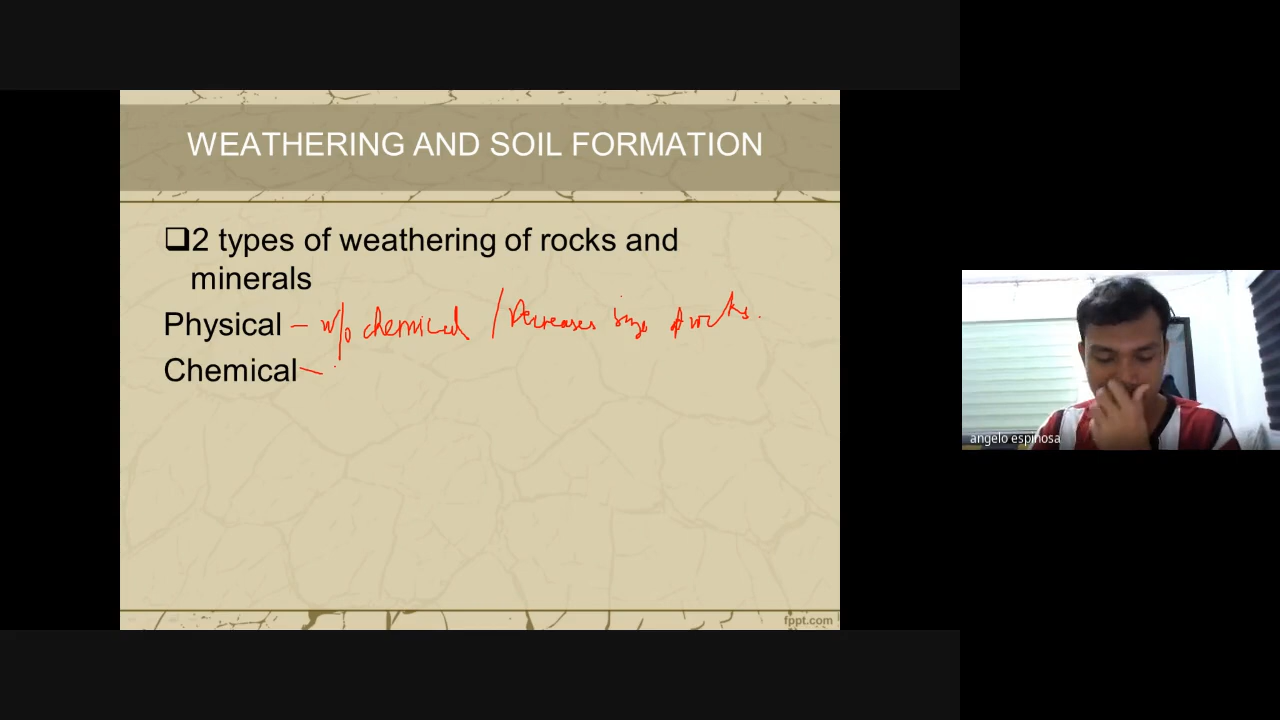 WEATHERING AND SOIL FORMATION
❑2 types of weathering of rocks and
minerals
Physical – w/o chemical / Decreases size of rocks.
Chemical –
fppt.com
angelo espinosa